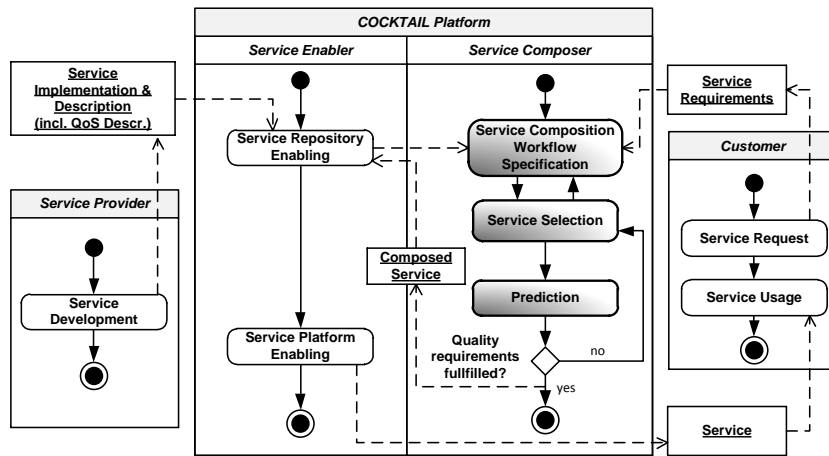 COCKTAIL Platform
Service Enabler
Service Composer
Service
Implementation &
Description
(incl. QoS Descr.)
Service
Requirements
Service Repository
Enabling
Service Composition
Workflow
Specification
Customer
Service Provider
Service Selection
Service Request
Composed
Service
Service
Development
Prediction
Service Usage
Service Platform
Enabling
Quality
requirements
fullfilled?
no
yes
Service